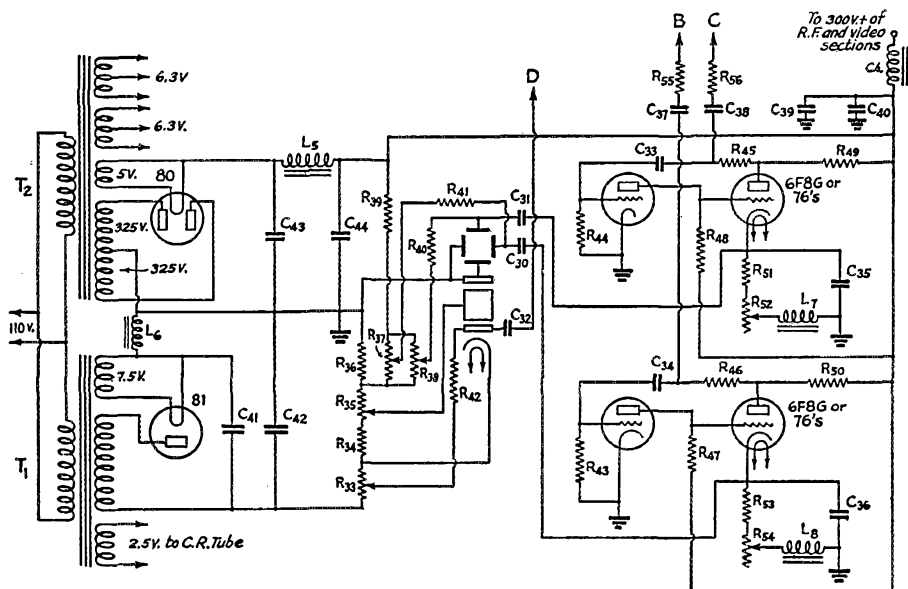 B
C
To 300V.+ of
R.F. and video
sections
Ch.
D
R55
R56
C37
C38
C39
C40
6.3V
6.3V.
T2
5V.
80
L5
325V.
325V.
C43
C44
R39
R41
R40
C31
C30
C33
R45
R49
6F8G or
76's
R44
R48
R51
R52
L7
C35
110 V.
L6
C32
R37
R36
R38
R42
R35
R34
R33
7.5V.
81
C41
C42
T1
C34
R46
R50
6F8G or
76's
R43
R47
R53
R54
L8
C36
2.5V. to C.R. Tube